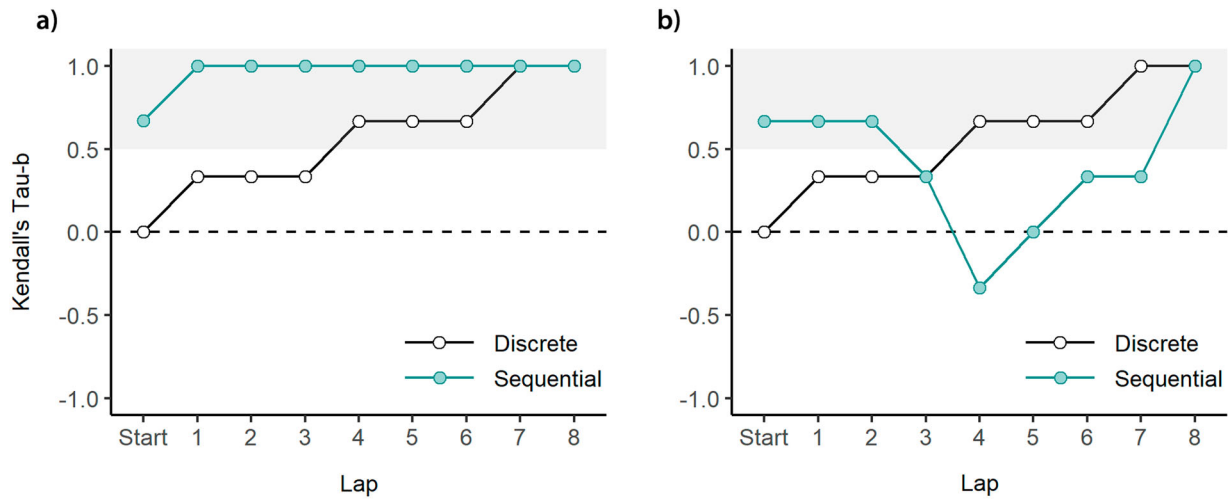 a)
Kendall's Tau-b
1.0
0.5
0.0
-0.5
-1.0
Discrete
Sequential
Start 1 2 3 4 5 6 7 8
Lap
b)
1.0
0.5
0.0
-0.5
-1.0
Discrete
Sequential
Start 1 2 3 4 5 6 7 8
Lap